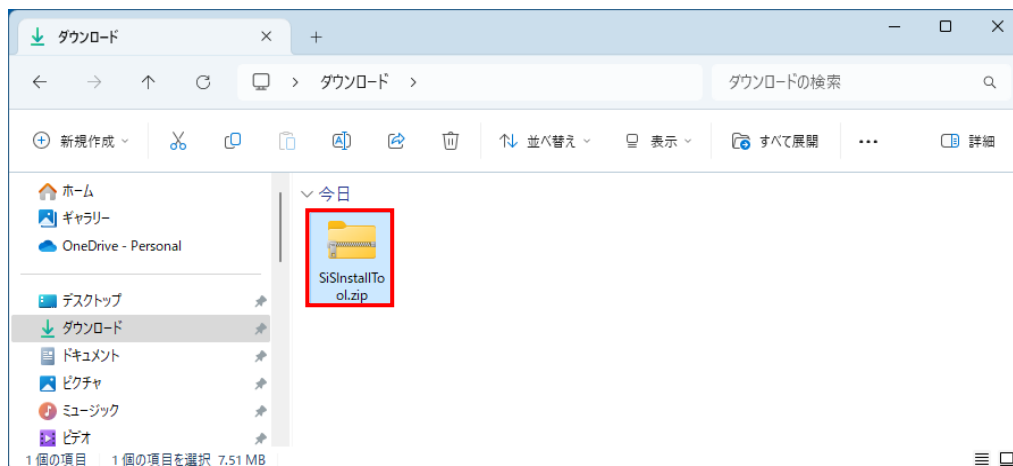 ダウンロード
ダウンロード
ダウンロードの検索
新規作成
並べ替え
表示
すべて展開
詳細
ホーム
ギャラリー
OneDrive - Personal
デスクトップ
ダウンロード
ドキュメント
ピクチャ
ミュージック
ビデオ
今日
SiSInstallTo
ol.zip
1 個の項目
1 個の項目を選択 7.51 MB